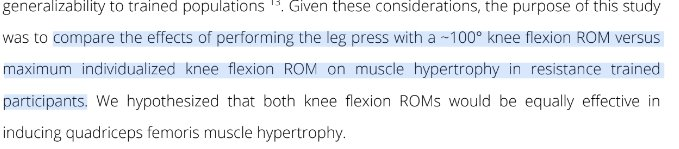 generalizability to trained populations ¹³. Given these considerations, the purpose of this study
was to compare the effects of performing the leg press with a ~100° knee flexion ROM versus
maximum individualized knee flexion ROM on muscle hypertrophy in resistance trained
participants. We hypothesized that both knee flexion ROMs would be equally effective in
inducing quadriceps femoris muscle hypertrophy.